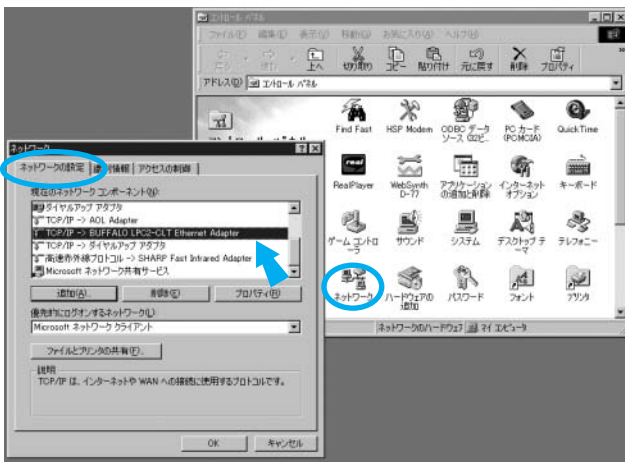 コントロール パネル
ファイル(F) 編集(E) 表示(V) 移動(G) お気に入り(A) ヘルプ(H)
戻る 進む 上へ 切り取り コピー 貼り付け 元に戻す 削除 プロパティ
アドレス(D) コントロール パネル
Find Fast
HSP Modem
ODBC データ
ソース (32ビ...
PC カード
(PCMCIA)
QuickTime
real
RealPlayer
WebSynth
D-77
アプリケーション
の追加と削除
インターネット
オプション
キーボード
ゲーム コントロ
ーラ
サウンド
システム
デスクトップ テ
ーマ
テレフォニー
ネットワーク
ハードウェアの
追加
パスワード
フォント
プリンタ
ネットワークのハードウェアと
マイ コンピュータ
ネットワーク
ネットワークの設定 識別情報 アクセスの制御
現在のネットワーク コンポーネント(N):
ダイヤルアップ アダプタ
TCP/IP -> AOL Adapter
TCP/IP -> BUFFALO LPC2-CLT Ethernet Adapter
TCP/IP -> ダイヤルアップ アダプタ
高速赤外線プロトコル -> SHARP Fast Infrared Adapter
Microsoft ネットワーク共有サービス
追加(A)... 削除(E) プロパティ(R)
優先的にログオンするネットワーク(L):
Microsoft ネットワーク クライアント
ファイルとプリンタの共有(F)...
説明
TCP/IP は、インターネットや WAN への接続に使用するプロトコルです。
OK キャンセル